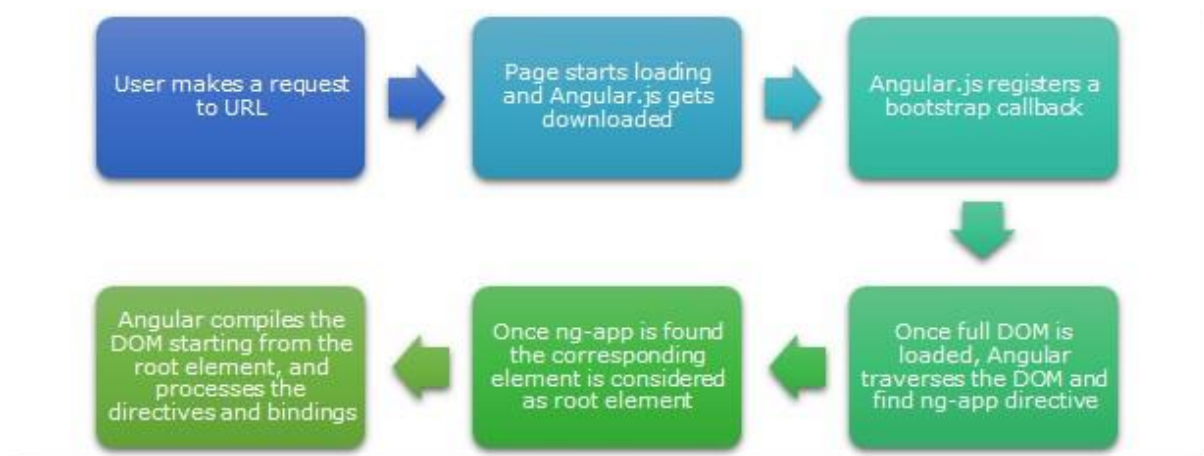 User makes a request
to URL
Page starts loading
and Angular.js gets
downloaded
Angular.js registers a
bootstrap callback
Once full DOM is
loaded, Angular
traverses the DOM and
find ng-app directive
Once ng-app is found
the corresponding
element is considered
as root element
Angular compiles the
DOM starting from the
root element, and
processes the
directives and bindings